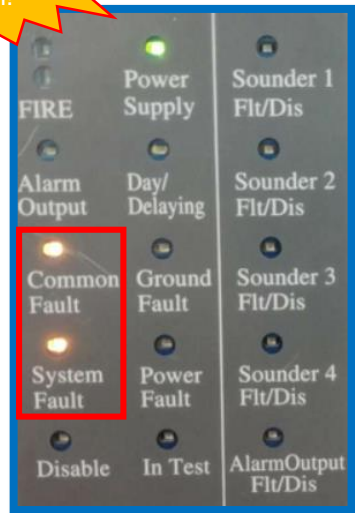 FIRE
Power
Supply
Sounder 1
Flt/Dis
Alarm
Output
Day/
Delaying
Sounder 2
Flt/Dis
Common
Fault
Ground
Fault
Sounder 3
Flt/Dis
System
Fault
Power
Fault
Sounder 4
Flt/Dis
Disable
In Test
AlarmOutput
Flt/Dis